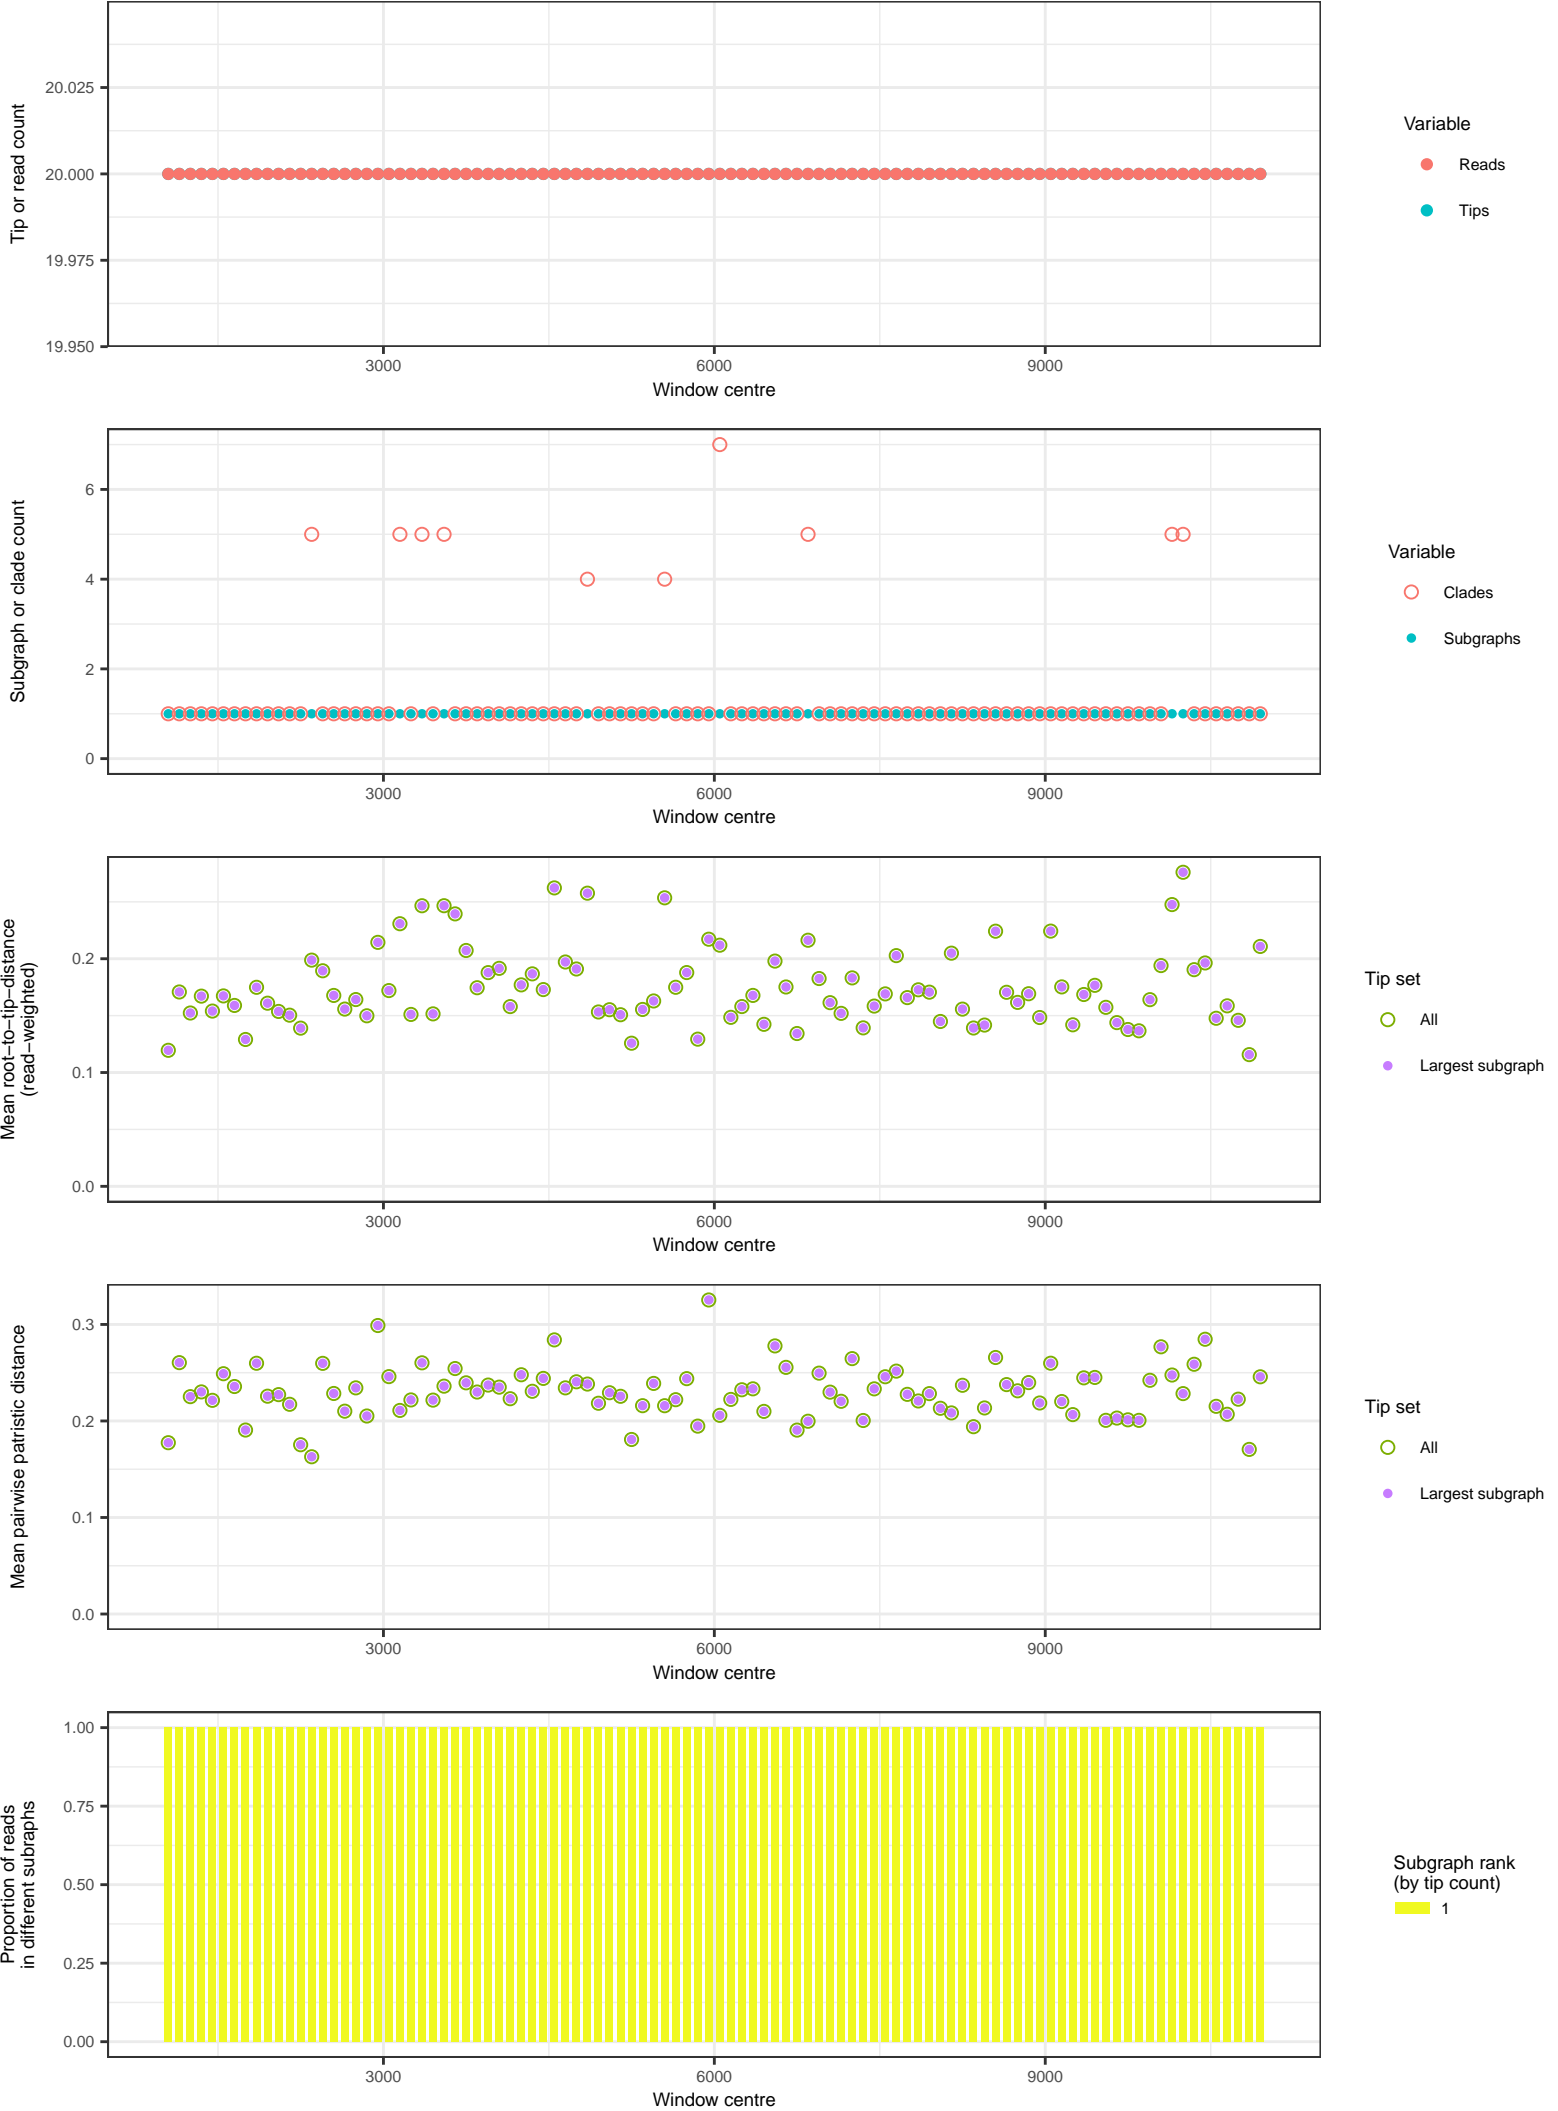 20.025
20.000
19.975
19.950
Tip or read count
3000
6000
9000
Window centre
Variable
Reads
Tips
6
4
2
0
Subgraph or clade count
3000
6000
9000
Window centre
Variable
Clades
Subgraphs
0.2
0.1
0.0
Mean root−to−tip−distance
(read−weighted)
3000
6000
9000
Window centre
Tip set
All
Largest subgraph
0.3
0.2
0.1
0.0
Mean pairwise patristic distance
3000
6000
9000
Window centre
Tip set
All
Largest subgraph
1.00
0.75
0.50
0.25
0.00
Proportion of reads
in different subraphs
3000
6000
9000
Window centre
Subgraph rank
(by tip count)
1